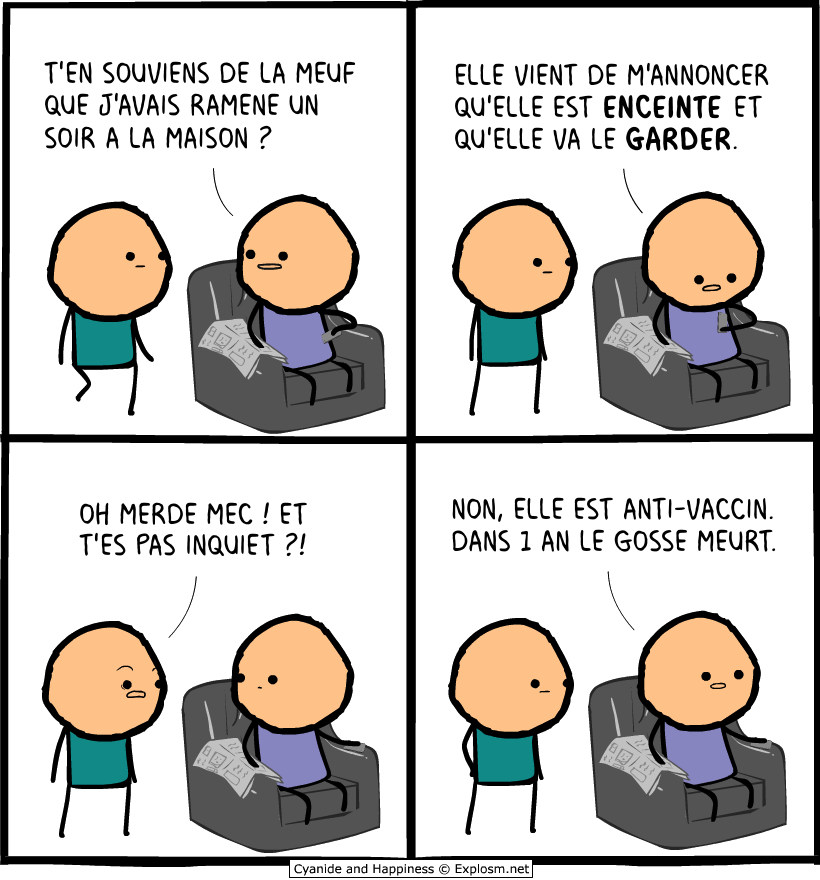 T'EN SOUVIENS DE LA MEUF
QUE J'AVAIS RAMENE UN
SOIR A LA MAISON ?
ELLE VIENT DE M'ANNONCER
QU'ELLE EST ENCEINTE ET
QU'ELLE VA LE GARDER.
OH MERDE MEC ! ET
T'ES PAS INQUIET ?!
NON, ELLE EST ANTI-VACCIN.
DANS 1 AN LE GOSSE MEURT.
Cyanide and Happiness © Explosm.net